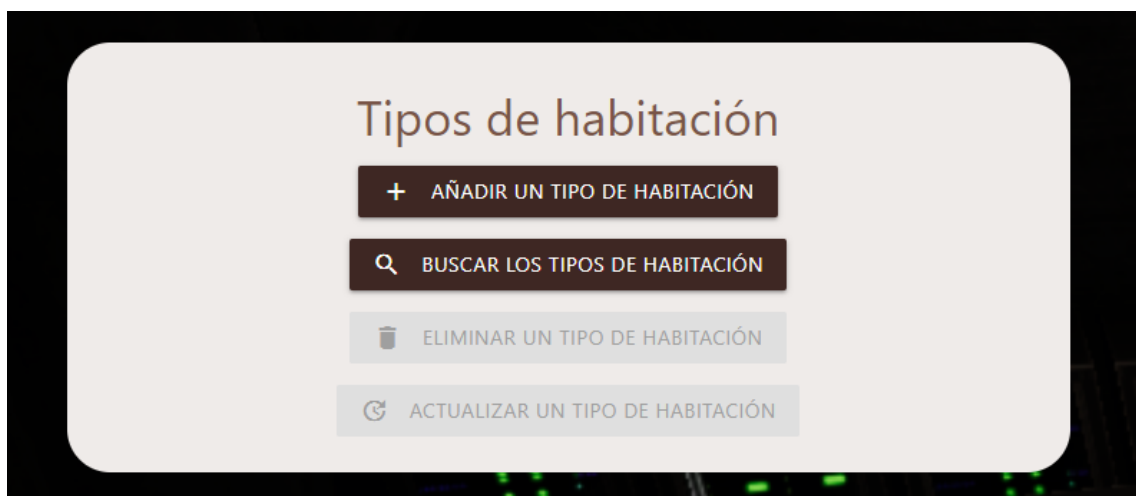 Tipos de habitación
AÑADIR UN TIPO DE HABITACIÓN
BUSCAR LOS TIPOS DE HABITACIÓN
ELIMINAR UN TIPO DE HABITACIÓN
ACTUALIZAR UN TIPO DE HABITACIÓN